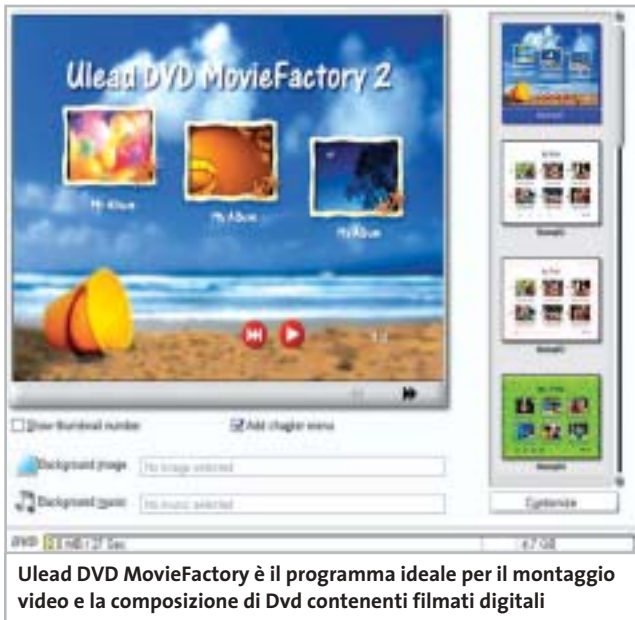 Ulead DVD MovieFactory 2
My Album
My Album
My Album
Show thumbnail number
Add chapter menu
Background image
No image selected
Background music
No music selected
Customize
DVD
4.7 GB
Ulead DVD MovieFactory è il programma ideale per il montaggio
video e la composizione di Dvd contenenti filmati digitali